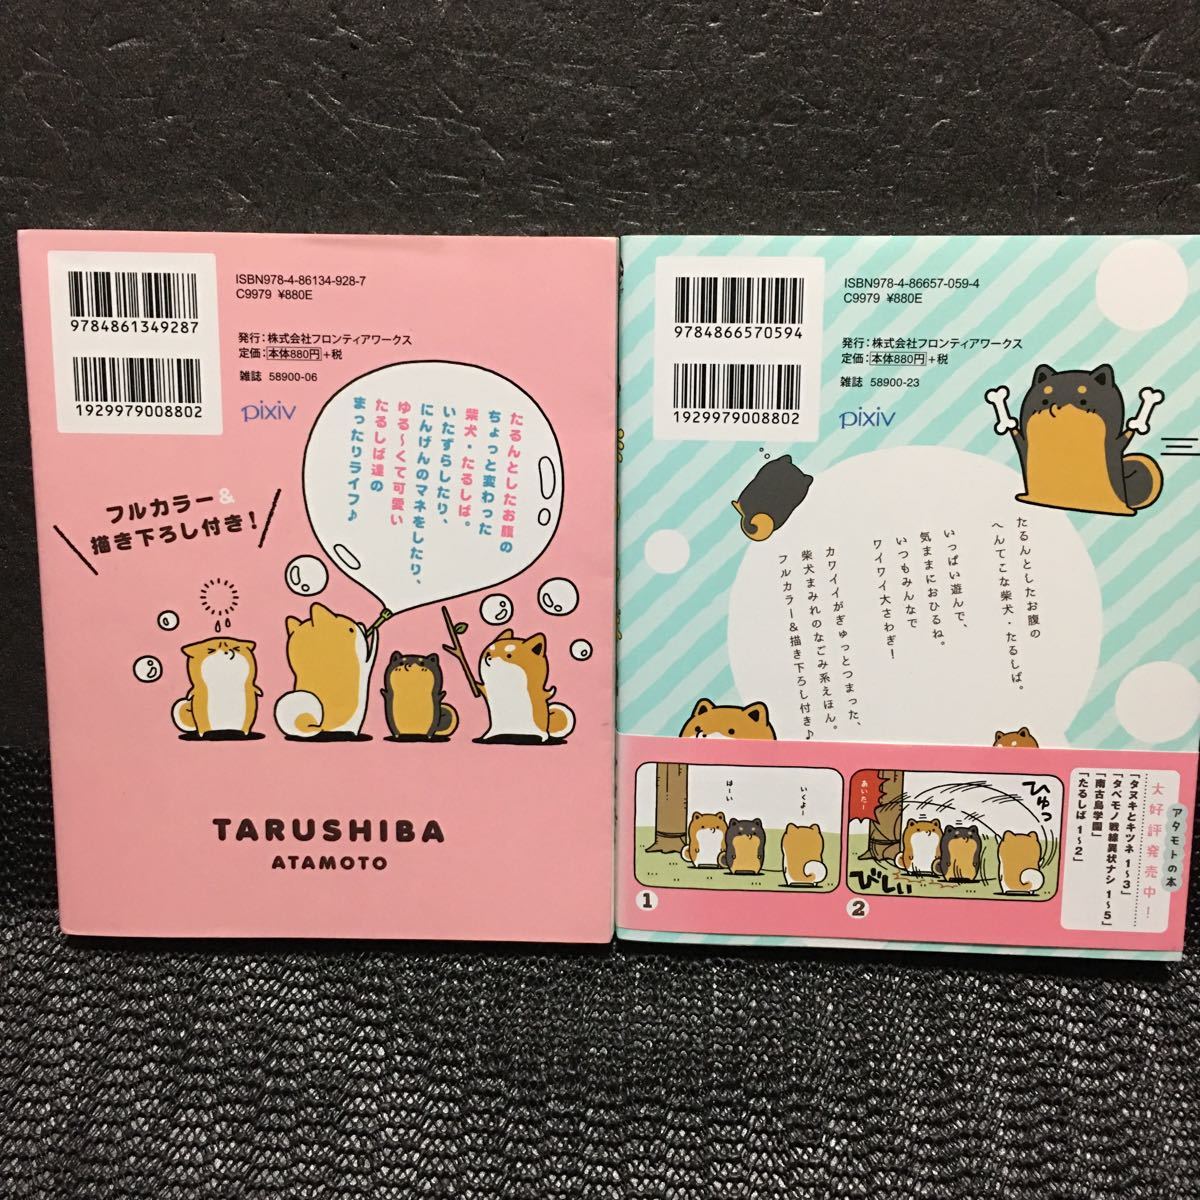 ISBN978-4-86134-928-7
C9979 ¥880E
9784861349287
発行：株式会社フロンティアワークス
定価：本体880円+税
雑誌 58900-06
1929979008802
pixiv
たるんとしたお腹の
ちょっと変わった
柴犬・たるしば。
いたずらしたり、
にんげんのマネをしたり、
ゆる〜くて可愛い
たるしば達の
まったりライフ♪
フルカラー&
描き下ろし付き！
TARUSHIBA
ATAMOTO
ISBN978-4-86657-059-4
C9979 ¥880E
9784866570594
発行：株式会社フロンティアワークス
定価：本体880円+税
雑誌 58900-23
1929979008802
pixiv
たるんとしたお腹の
へんてこな柴犬・たるしば。
いっぱい遊んで、
気ままにおひるね。
いつもみんなで
ワイワイ大さわぎ！
カワイイがぎゅっとつまった、
柴犬まみれのなごみ系えほん。
フルカラー&描き下ろし付き♪
いくよー
はーい
1
ひゅっ
あいたー
びしぃ
2
アタモトの本
大好評発売中！
「タヌキとキツネ 1〜3」
「タベモノ戦線異状ナシ 1〜5」
「南古島学園」
「たるしば 1〜2」